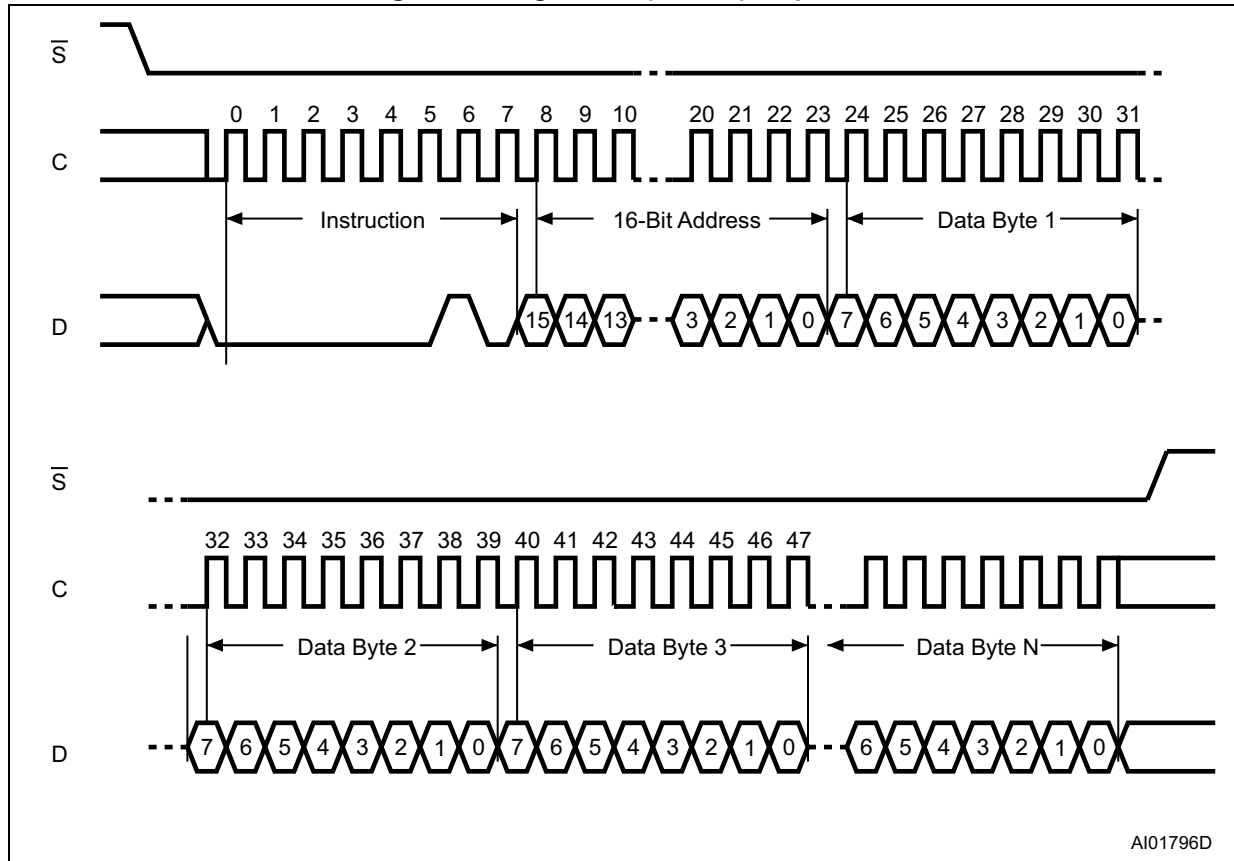 S
0 1 2 3 4 5 6 7 8 9 10 20 21 22 23 24 25 26 27 28 29 30 31
C
Instruction 16-Bit Address Data Byte 1
D 15 14 13 3 2 1 0 7 6 5 4 3 2 1 0
S
32 33 34 35 36 37 38 39 40 41 42 43 44 45 46 47
C
Data Byte 2 Data Byte 3 Data Byte N
D 7 6 5 4 3 2 1 0 7 6 5 4 3 2 1 0 6 5 4 3 2 1 0
AI01796D